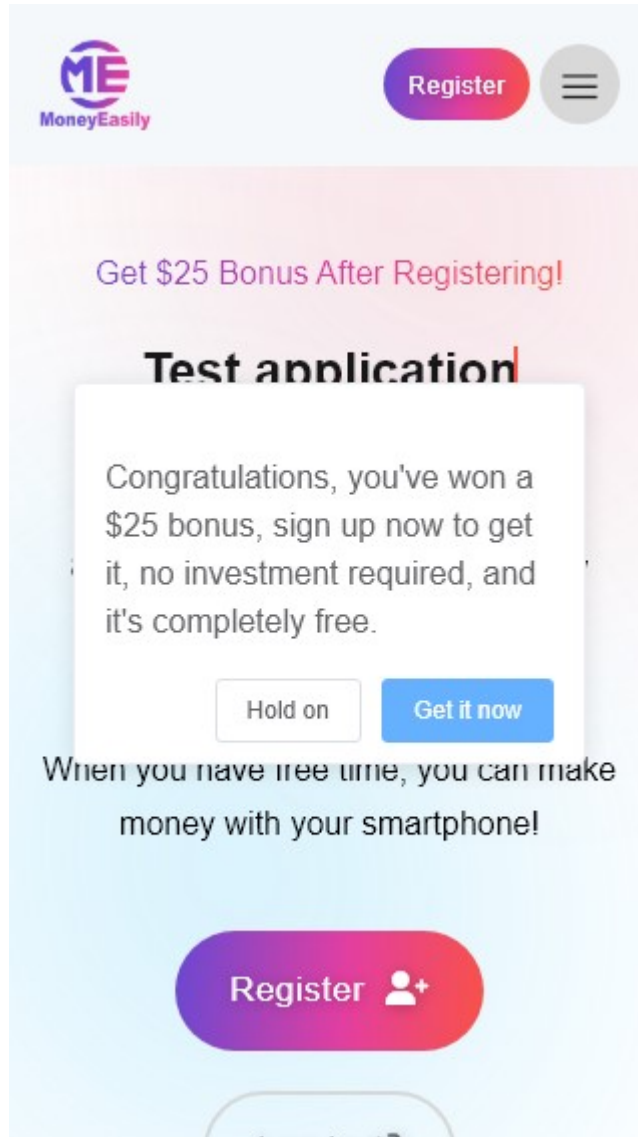 ME
MoneyEasily
Register
Get $25 Bonus After Registering!
Test application
Congratulations, you've won a
$25 bonus, sign up now to get
it, no investment required, and
it's completely free.
Hold on
Get it now
When you have free time, you can make
money with your smartphone!
Register